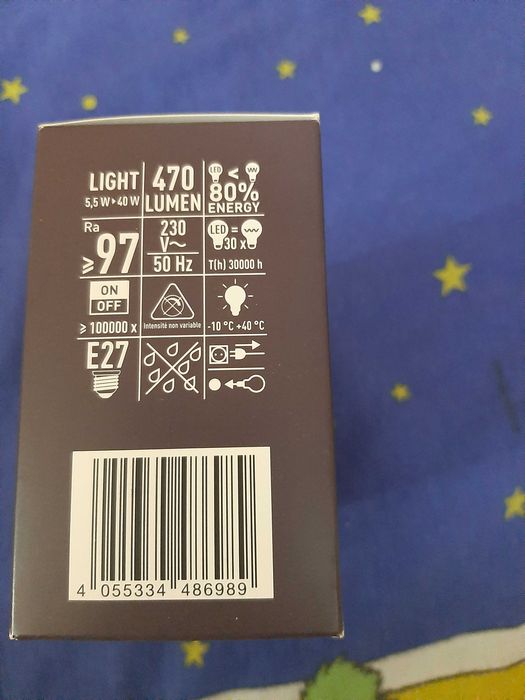 LIGHT
5,5 W▸40 W
470
LUMEN
LED < 
80%
ENERGY
Ra
≥97
230
V~
50 Hz
LED =
30 x
T(h) 30000 h
ON
OFF
≥ 100000 x
Intensité non variable
-10 °C +40 °C
E27
4 055334 486989